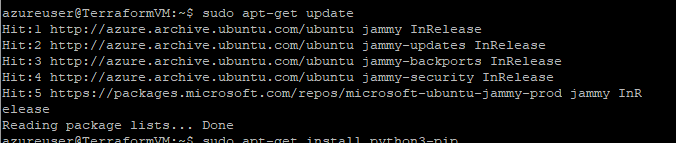 azureuser@TerraformVM:~$ sudo apt-get update
Hit:1 http://azure.archive.ubuntu.com/ubuntu jammy InRelease
Hit:2 http://azure.archive.ubuntu.com/ubuntu jammy-updates InRelease
Hit:3 http://azure.archive.ubuntu.com/ubuntu jammy-backports InRelease
Hit:4 http://azure.archive.ubuntu.com/ubuntu jammy-security InRelease
Hit:5 https://packages.microsoft.com/repos/microsoft-ubuntu-jammy-prod jammy InR
elease
Reading package lists... Done
azureuser@TerraformVM:~$ sudo apt-get install python3-pip